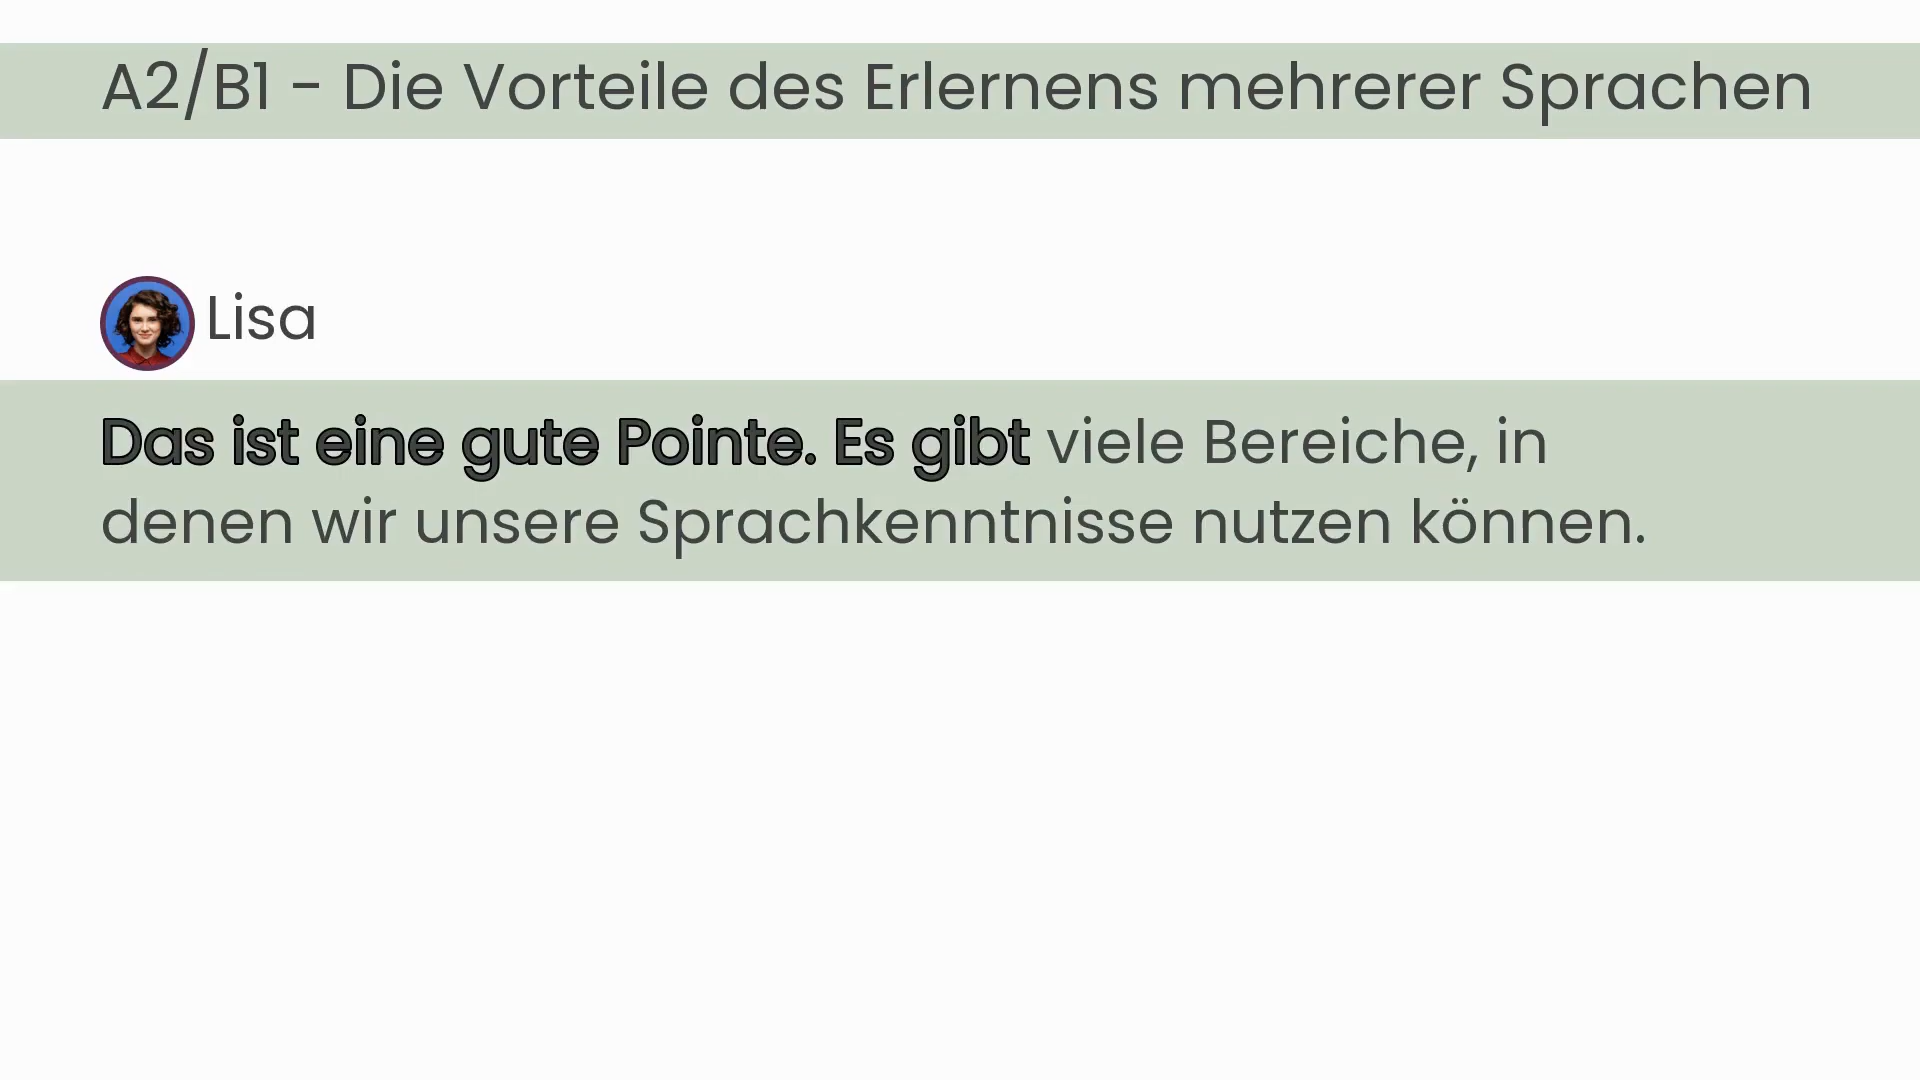 A2/B1 - Die Vorteile des Erlernens mehrerer Sprachen
Lisa
Das ist eine gute Pointe. Es gibt viele Bereiche, in
denen wir unsere Sprachkenntnisse nutzen können.